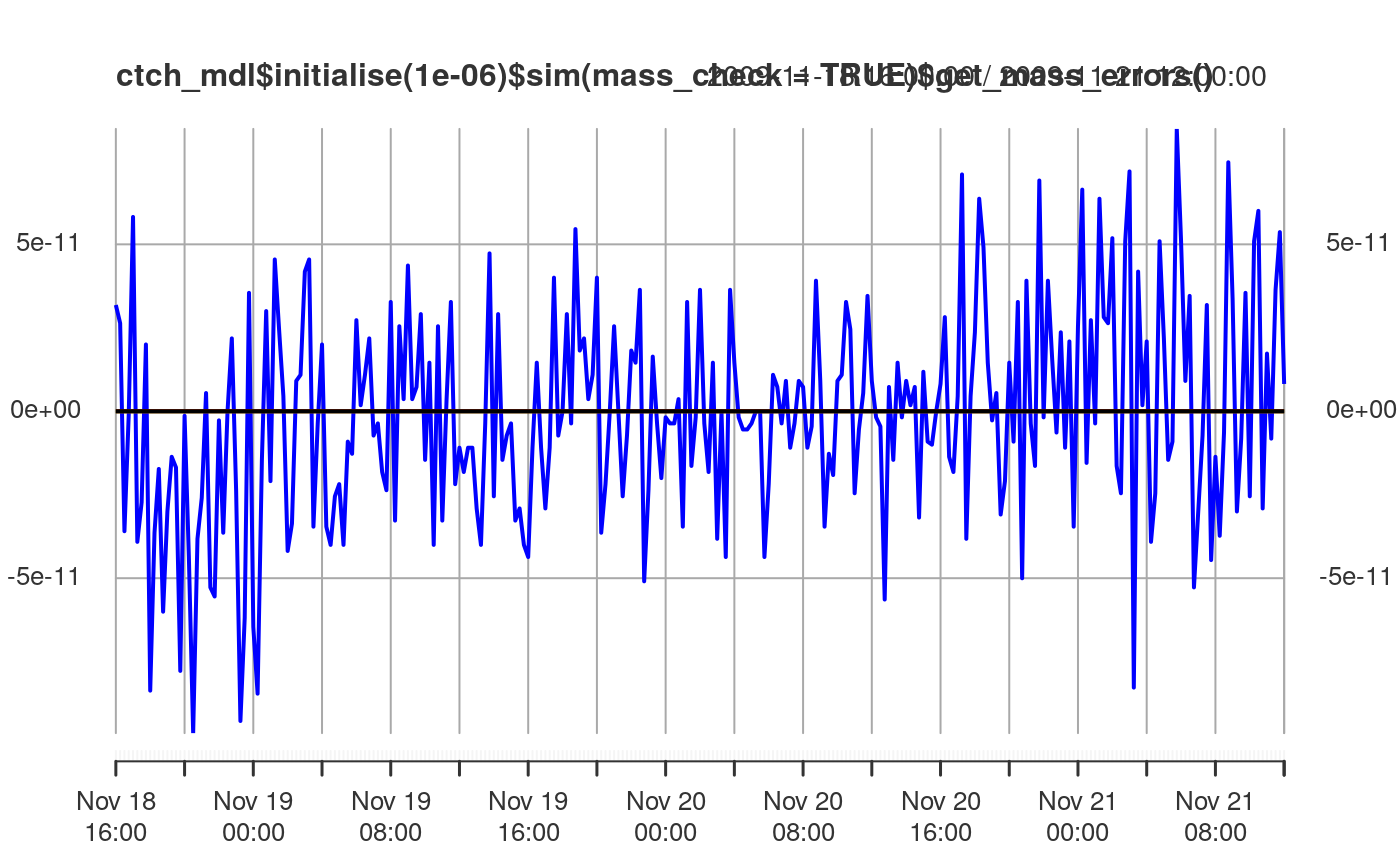 ctch_mdl$initialise(1e-06)$sim(mass_check = TRUE)$get_mass_errors()
5e-11 5e-11
0e+00 0e+00
-5e-11 -5e-11
Nov 18 Nov 19 Nov 19 Nov 19 Nov 20 Nov 20 Nov 20 Nov 21 Nov 21
16:00 00:00 08:00 16:00 00:00 08:00 16:00 00:00 08:00